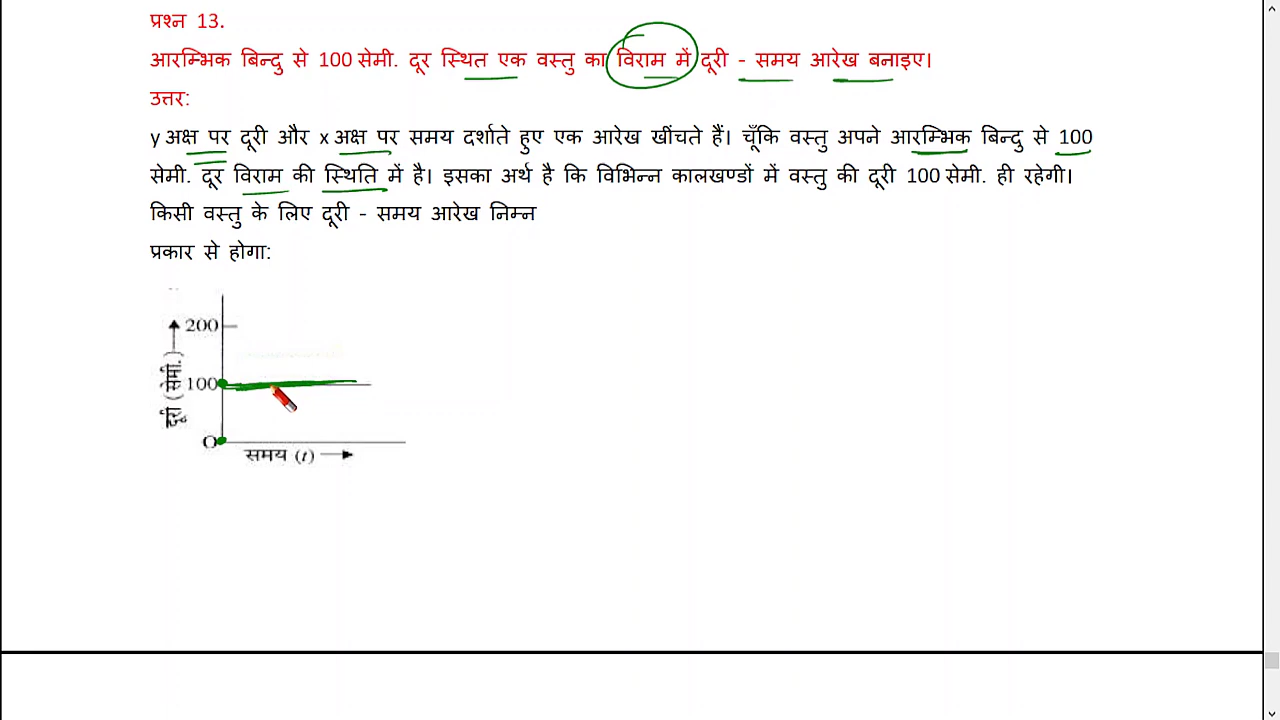 प्रश्न 13.
आरम्भिक बिन्दु से 100 सेमी. दूर स्थित एक वस्तु का विराम में दूरी - समय आरेख बनाइए।
उत्तर:
y अक्ष पर दूरी और x अक्ष पर समय दर्शाते हुए एक आरेख खींचते हैं। चूँकि वस्तु अपने आरम्भिक बिन्दु से 100
सेमी. दूर विराम की स्थिति में है। इसका अर्थ है कि विभिन्न कालखण्डों में वस्तु की दूरी 100 सेमी. ही रहेगी।
किसी वस्तु के लिए दूरी - समय आरेख निम्न
प्रकार से होगा:
200
दूरी (सेमी.)
100
O
समय (t)